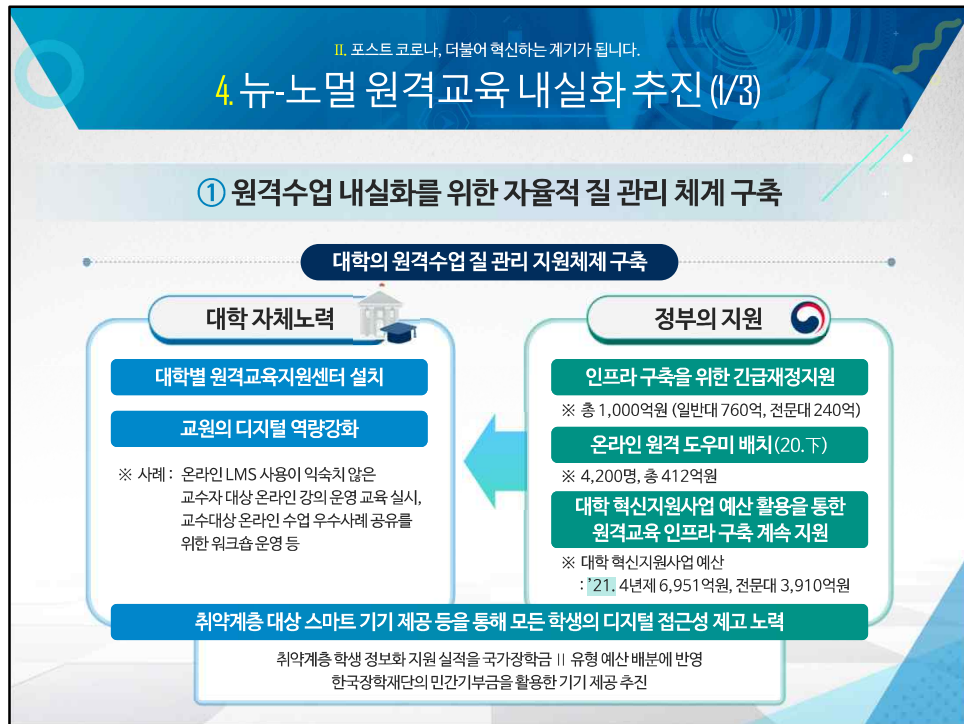 II. 포스트 코로나, 더불어 혁신하는 계기가 됩니다.
4. 뉴-노멀 원격교육 내실화 추진 (1/3)
① 원격수업 내실화를 위한 자율적 질 관리 체계 구축
대학의 원격수업 질 관리 지원체제 구축
대학 자체노력
대학별 원격교육지원센터 설치
교원의 디지털 역량강화
※ 사례 : 온라인 LMS 사용이 익숙치 않은
교수자 대상 온라인 강의 운영 교육 실시,
교수대상 온라인 수업 우수사례 공유를
위한 워크숍 운영 등
정부의 지원
인프라 구축을 위한 긴급재정지원
※ 총 1,000억원 (일반대 760억, 전문대 240억)
온라인 원격 도우미 배치 (20.下)
※ 4,200명, 총 412억원
대학 혁신지원사업 예산 활용을 통한
원격교육 인프라 구축 계속 지원
※ 대학 혁신지원사업 예산
: '21. 4년제 6,951억원, 전문대 3,910억원
취약계층 대상 스마트 기기 제공 등을 통해 모든 학생의 디지털 접근성 제고 노력
취약계층 학생 정보화 지원 실적을 국가장학금 II 유형 예산 배분에 반영
한국장학재단의 민간기부금을 활용한 기기 제공 추진